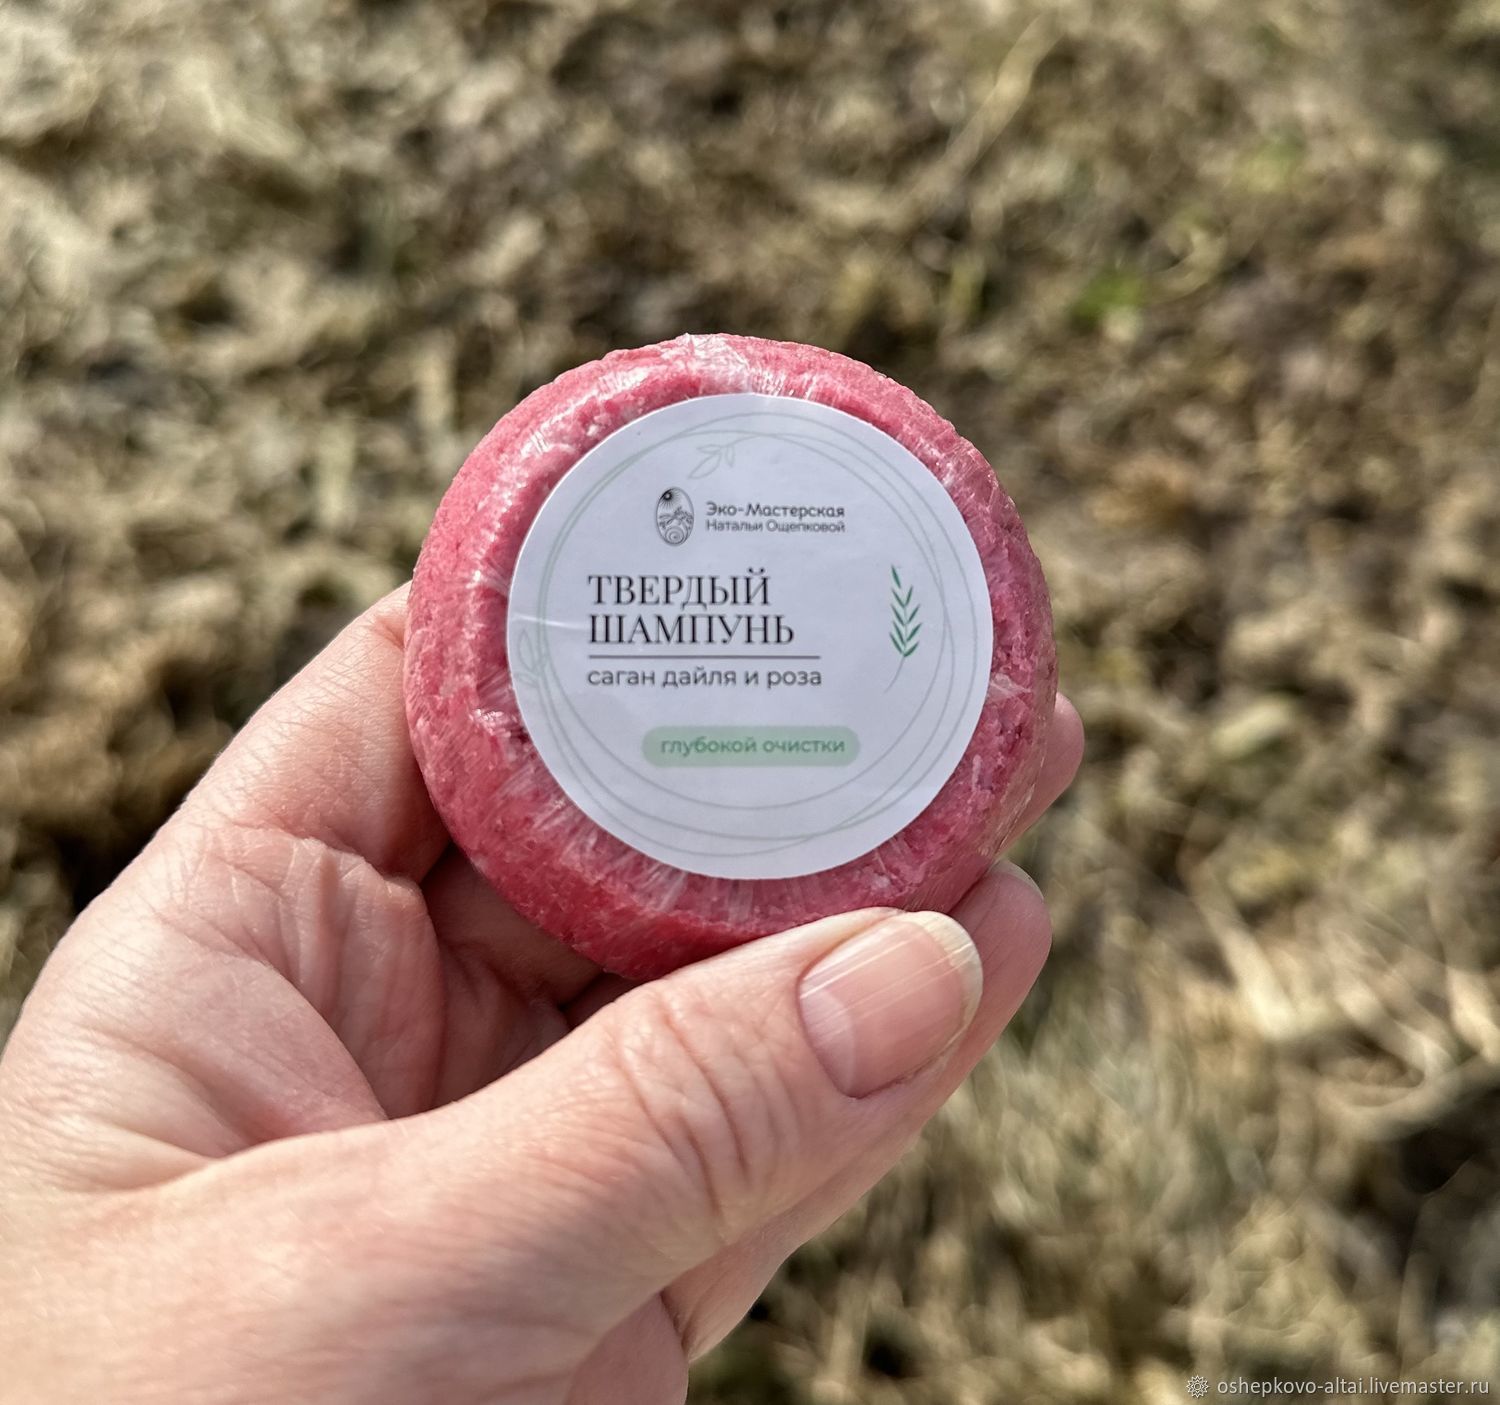 Эко-Мастерская
Натальи Ощепковой
ТВЕРДЫЙ
ШАМПУНЬ
саган дайля и роза
глубокой очистки
oshepkovo-altai.livemaster.ru